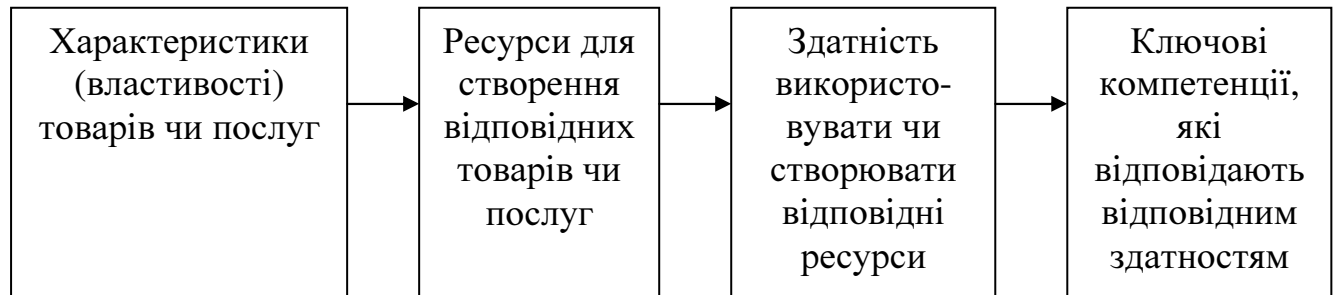 Характеристики
(властивості)
товарів чи послуг
Ресурси для
створення
відповідних
товарів чи
послуг
Здатність
використо-
вувати чи
створювати
відповідні
ресурси
Ключові
компетенції,
які
відповідають
відповідним
здатностям